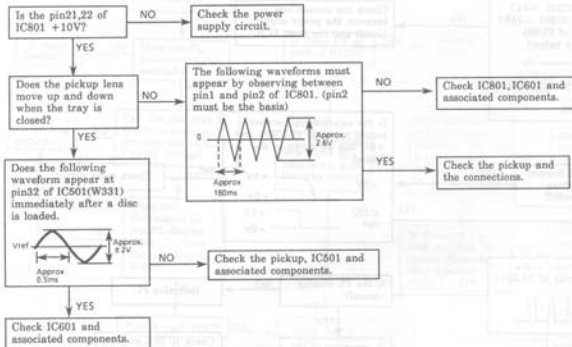 Is the pin21,22 of
IC801 +10V?
NO
Check the power
supply circuit.
YES
Does the pickup lens
move up and down
when the tray is
closed?
NO
The following waveforms must
appear by observing between
pin1 and pin2 of IC801. (pin2
must be the basis)
0
Approx.
2.6V
Approx
180ms
NO
Check IC801, IC601 and
associated components.
YES
Check the pickup and
the connections.
YES
Does the following
waveform appear at
pin32 of IC501(W331)
immediately after a disc
is loaded.
Vref
Approx.
±2V
Approx
0.5ms
NO
Check the pickup, IC501 and
associated components.
YES
Check IC601 and
associated components.